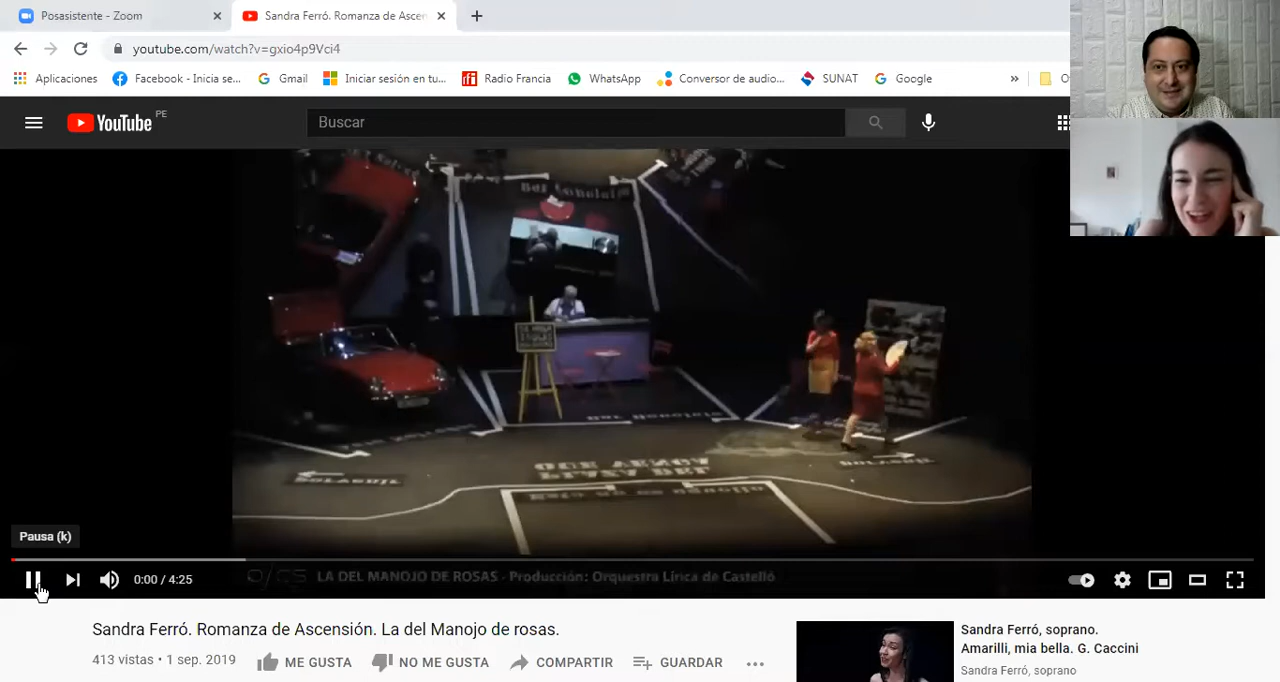 Posasistente - Zoom
Sandra Ferró. Romanza de Ascen
youtube.com/watch?v=gxio4p9Vci4
Aplicaciones
Facebook - Inicia se...
Gmail
Iniciar sesión en tu...
rfi
Radio Francia
WhatsApp
Conversor de audio...
SUNAT
Google
»
YouTube PE
Buscar
Pausa (k)
0:00 / 4:25
LA DEL MANOJO DE ROSAS - Producción: Orquestra Lírica de Castelló
Sandra Ferró. Romanza de Ascensión. La del Manojo de rosas.
413 vistas • 1 sep. 2019
ME GUSTA
NO ME GUSTA
COMPARTIR
GUARDAR
Sandra Ferró, soprano.
Amarilli, mia bella. G. Caccini
Sandra Ferró, soprano